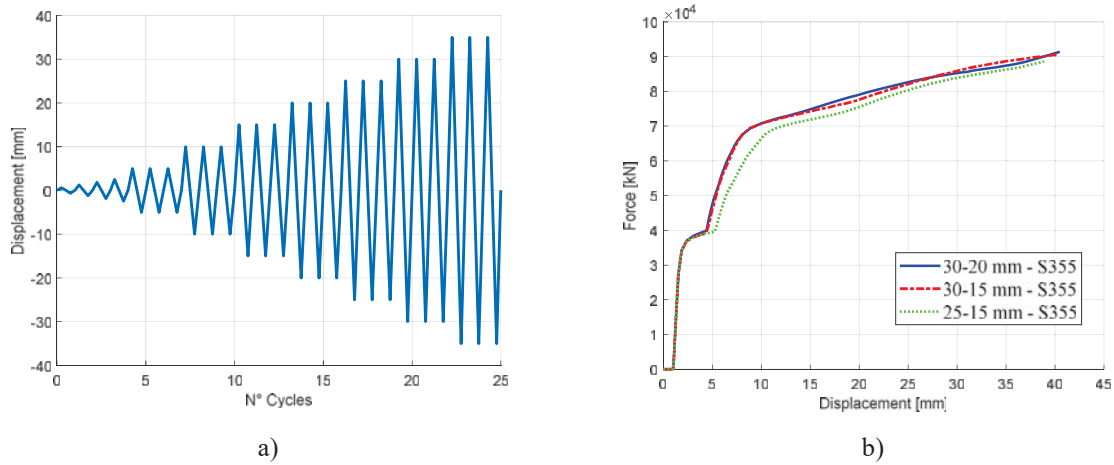 40
30
20
10
0
-10
-20
-30
-40
Displacement [mm]
0 5 10 15 20 25
N° Cycles
a)
× 10⁴
10
9
8
7
6
5
4
3
2
1
0
Force [kN]
30-20 mm - S355
30-15 mm - S355
25-15 mm - S355
0 5 10 15 20 25 30 35 40 45
Displacement [mm]
b)